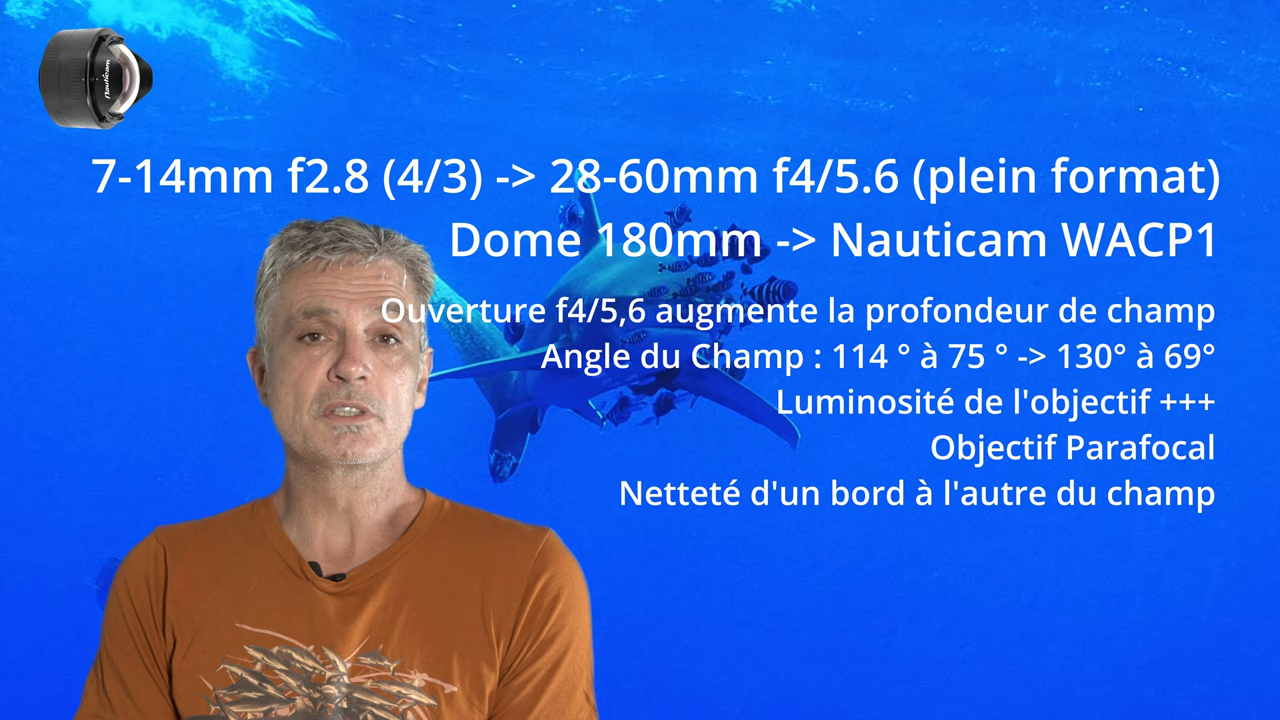 Nauticam
7-14mm f2.8 (4/3) -> 28-60mm f4/5.6 (plein format)
Dome 180mm -> Nauticam WACP1
Ouverture f4/5,6 augmente la profondeur de champ
Angle du Champ : 114 ° à 75 ° -> 130° à 69°
Luminosité de l'objectif +++
Objectif Parafocal
Netteté d'un bord à l'autre du champ